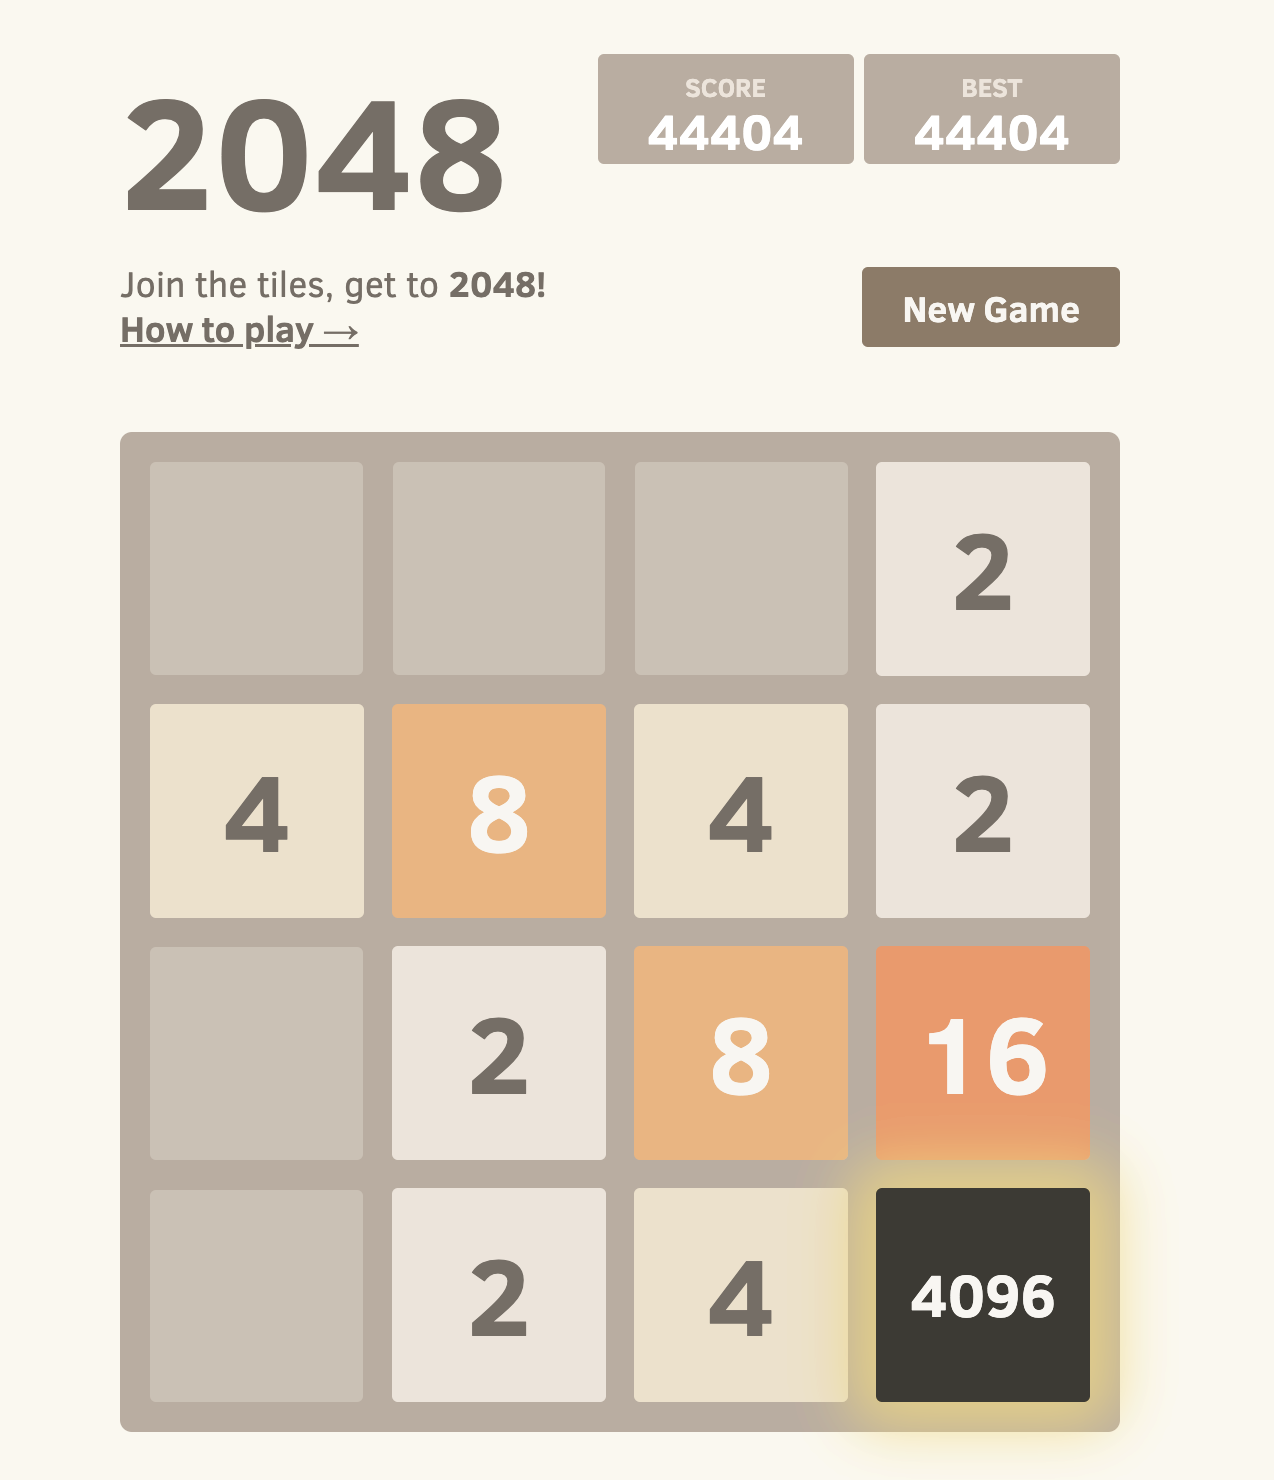 2048
SCORE
44404
BEST
44404
Join the tiles, get to 2048!
How to play →
New Game
2
4 8 4 2
2 8 16
2 4 4096